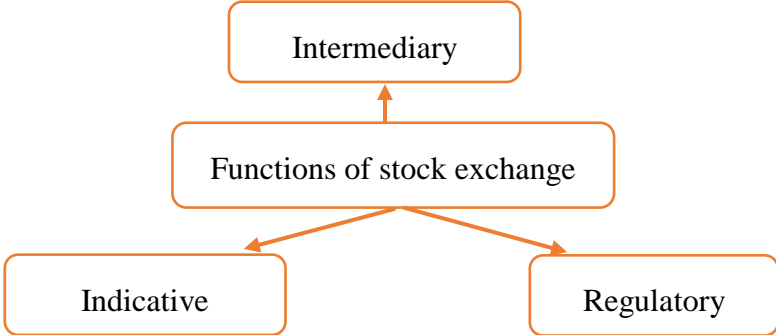 Intermediary
Functions of stock exchange
Indicative
Regulatory